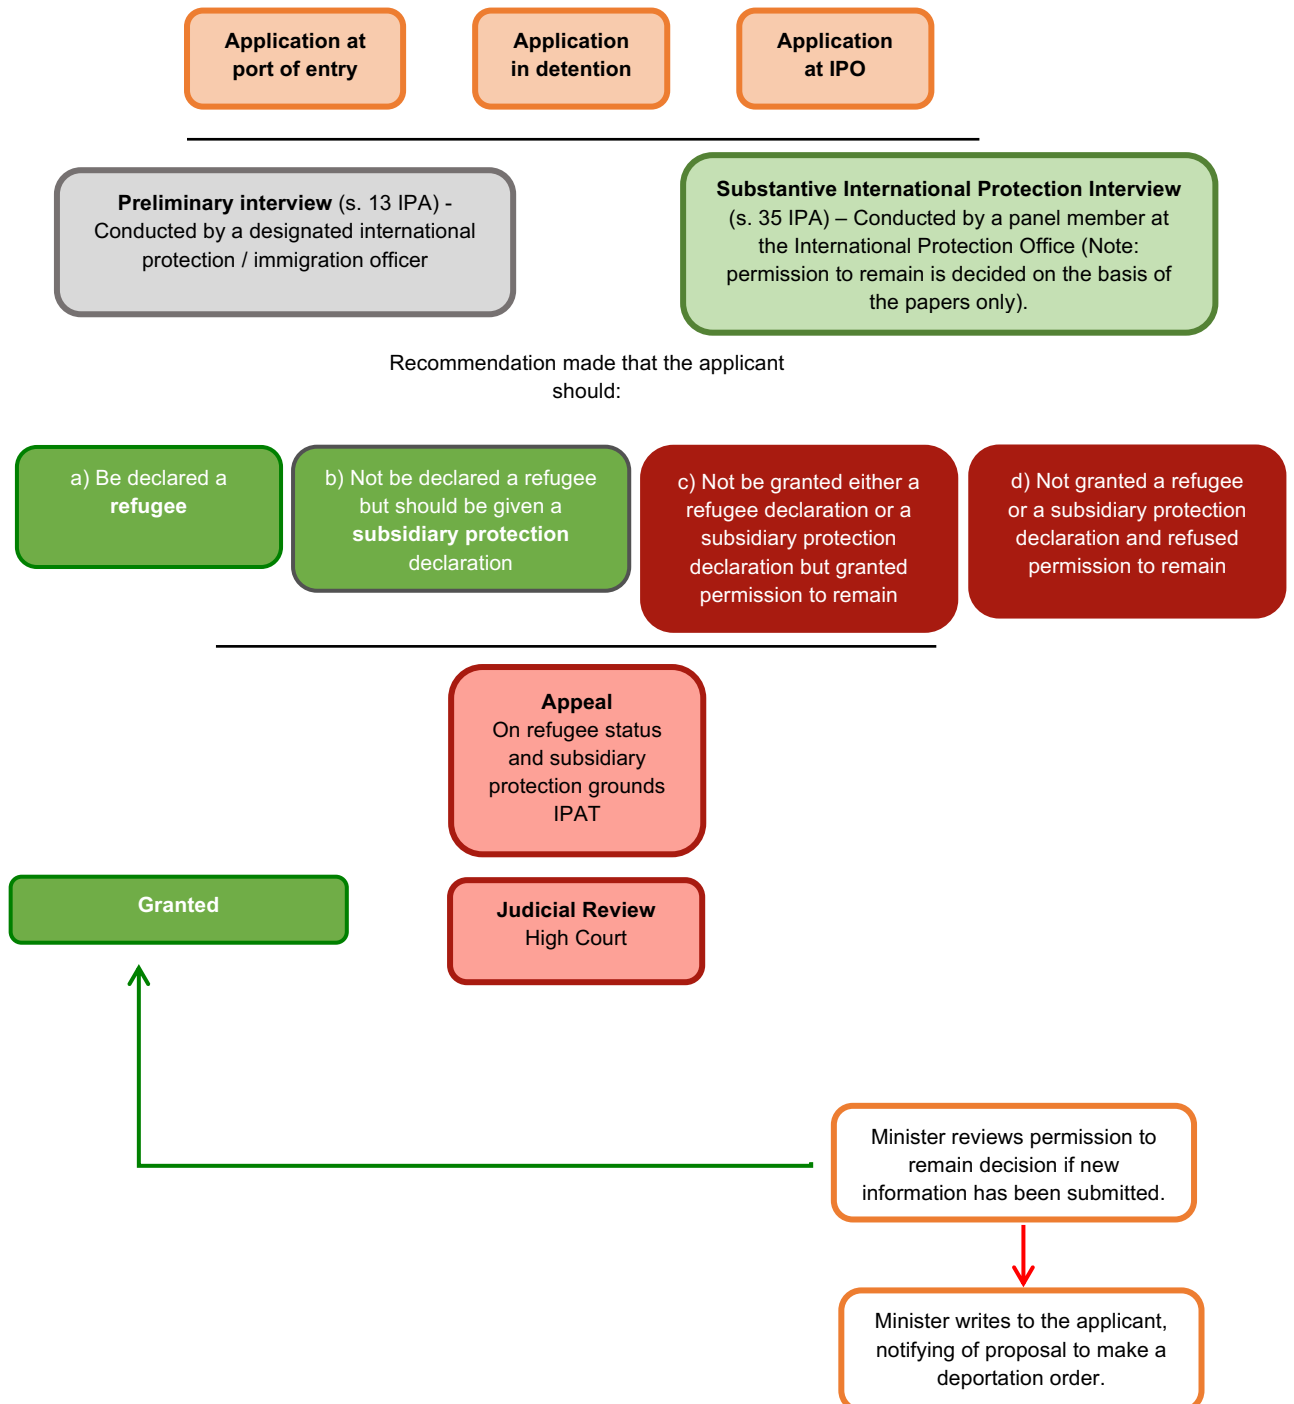 Application at
port of entry
Application
in detention
Application
at IPO
Preliminary interview (s. 13 IPA) -
Conducted by a designated international
protection / immigration officer
Substantive International Protection Interview
(s. 35 IPA) – Conducted by a panel member at
the International Protection Office (Note:
permission to remain is decided on the basis of
the papers only).
Recommendation made that the applicant
should:
a) Be declared a
refugee
b) Not be declared a refugee
but should be given a
subsidiary protection
declaration
c) Not be granted either a
refugee declaration or a
subsidiary protection
declaration but granted
permission to remain
d) Not granted a refugee
or a subsidiary protection
declaration and refused
permission to remain
Appeal
On refugee status
and subsidiary
protection grounds
IPAT
Granted
Judicial Review
High Court
Minister reviews permission to
remain decision if new
information has been submitted.
Minister writes to the applicant,
notifying of proposal to make a
deportation order.